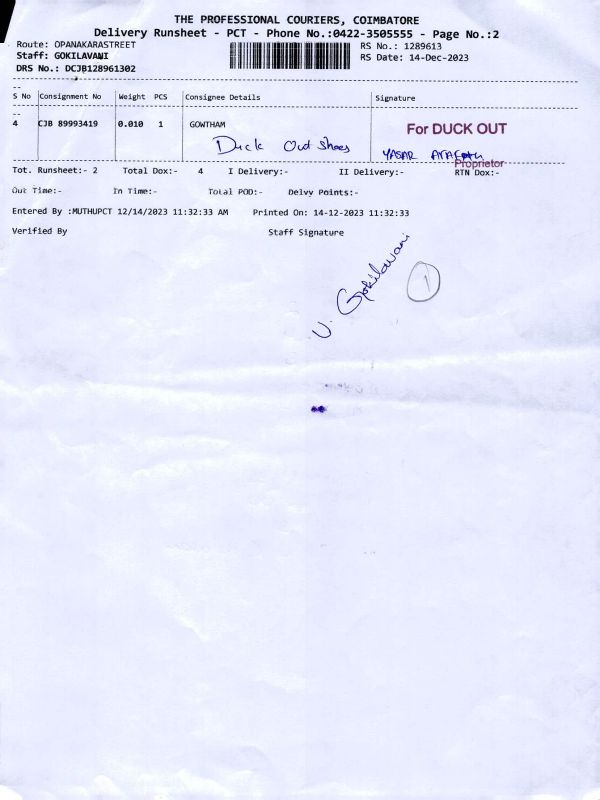 THE PROFESSIONAL COURIERS, COIMBATORE
Delivery Runsheet - PCT - Phone No.:0422-3505555 - Page No.:2
Route: OPANAKARASTREET
RS No.: 1289613
Staff: GOKILAVANI
RS Date: 14-Dec-2023
DRS No.: DCJB128961302
S No Consignment No Weight PCS Consignee Details Signature
4 CJB 89993419 0.010 1 GOWTHAM
For DUCK OUT
Duck Out Shoes
YASAR ARAFATH
Proprietor
Tot. Runsheet:- 2 Total Dox:- 4 I Delivery:- II Delivery:- RTN Dox:-
Out Time:- In Time:- Total POD:- Delvy Points:-
Entered By :MUTHUPCT 12/14/2023 11:32:33 AM Printed On: 14-12-2023 11:32:33
Verified By Staff Signature
V. Gokilavani
1